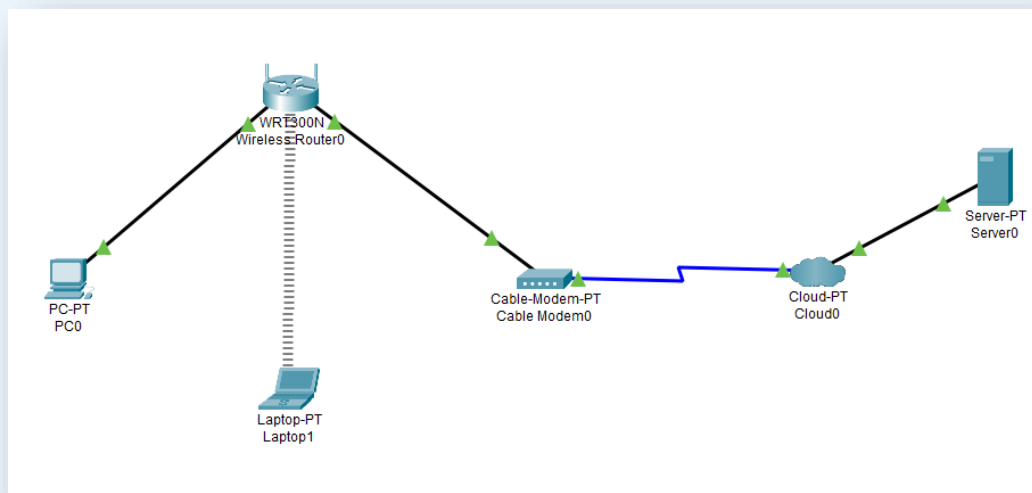 WRT300N
Wireless Router0
PC-PT
PC0
Laptop-PT
Laptop1
Cable-Modem-PT
Cable Modem0
Cloud-PT
Cloud0
Server-PT
Server0